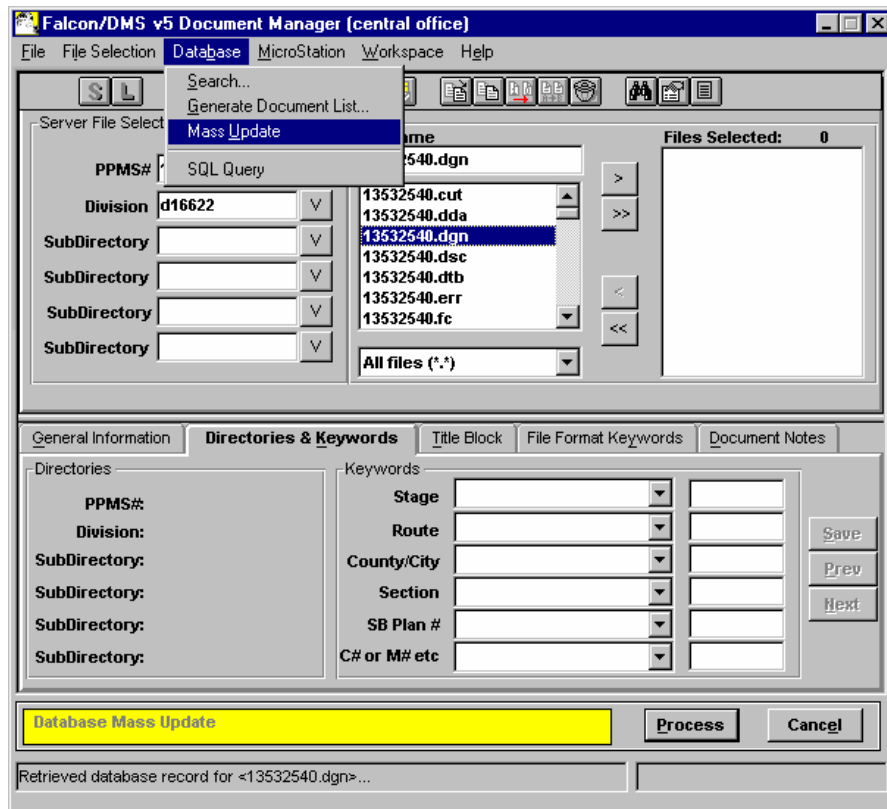 Falcon/DMS v5 Document Manager (central office)
File File Selection Database MicroStation Workspace Help
S L
Search...
Generate Document List...
Mass Update
SQL Query
Server File Select
PPMS#
Division d16622 V
SubDirectory V
SubDirectory V
SubDirectory V
SubDirectory V
ame
2540.dgn
13532540.cut
13532540.dda
13532540.dgn
13532540.dsc
13532540.dtb
13532540.err
13532540.fc
All files (*.*)
>
>>
<
<<
Files Selected: 0
General Information Directories & Keywords Title Block File Format Keywords Document Notes
Directories
PPMS#:
Division:
SubDirectory:
SubDirectory:
SubDirectory:
SubDirectory:
Keywords
Stage
Route
County/City
Section
SB Plan #
C# or M# etc
Save
Prev
Next
Database Mass Update
Process Cancel
Retrieved database record for <13532540.dgn>...